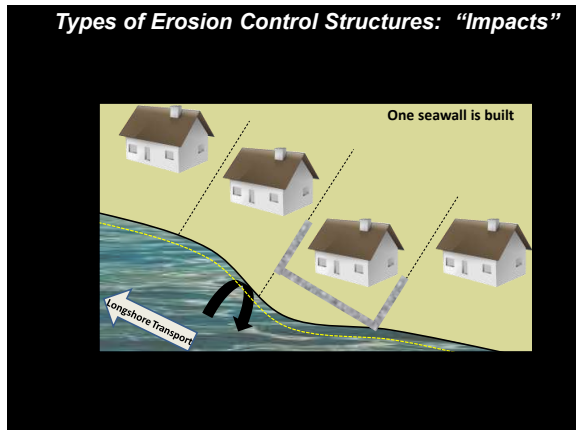 Types of Erosion Control Structures: “Impacts”
One seawall is built
Longshore Transport